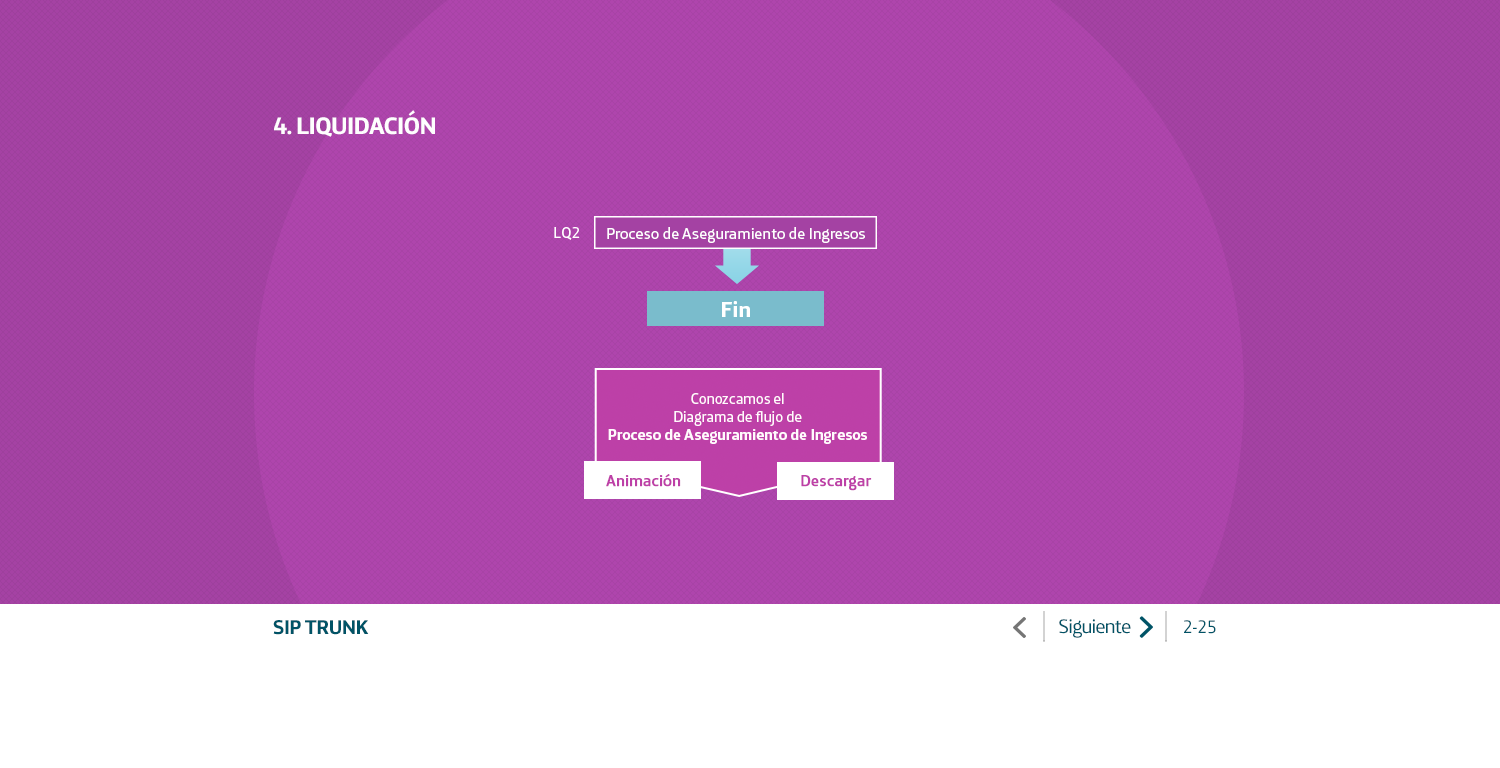 4. LIQUIDACIÓN
LQ2 Proceso de Aseguramiento de Ingresos
Fin
Conozcamos el
Diagrama de flujo de
Proceso de Aseguramiento de Ingresos
Animación Descargar
SIP TRUNK Siguiente 2-25